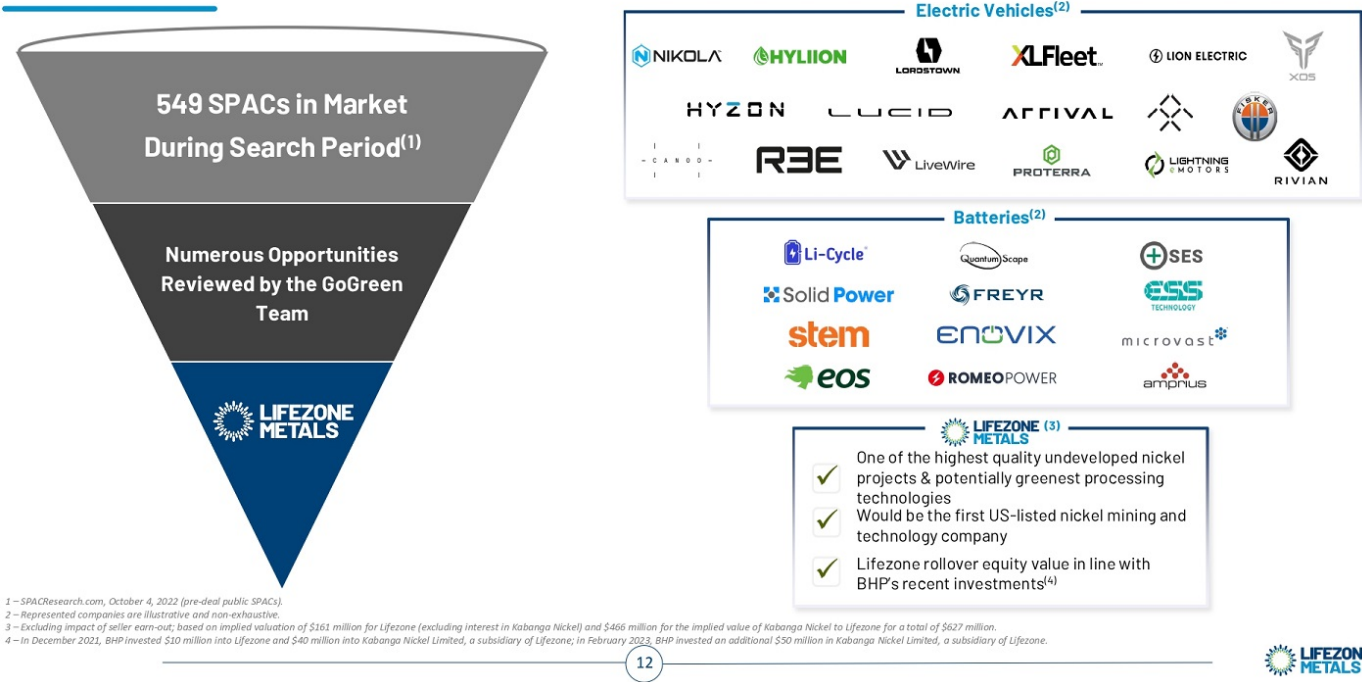 549 SPACs in Market
During Search Period(1)
Numerous Opportunities
Reviewed by the GoGreen
Team
LIFEZONE
METALS
Electric Vehicles(2)
NIKOLA
HYLIION
LORDSTOWN
XLFleet™
LION ELECTRIC
XOS
HYZON
LUCID
ARRIVAL
FISKER
CANOO
REE
LiveWire
PROTERRA
LIGHTNING
eMOTORS
RIVIAN
Batteries(2)
Li-Cycle®
QuantumScape
SES
Solid Power
FREYR
ESS
TECHNOLOGY
stem
ENOVIX
microvast
eos
ROMEOPOWER
amprius
LIFEZONE (3)
METALS
One of the highest quality undeveloped nickel
projects & potentially greenest processing
technologies
Would be the first US-listed nickel mining and
technology company
Lifezone rollover equity value in line with
BHP's recent investments(4)
1 – SPACResearch.com, October 4, 2022 (pre-deal public SPACs).
2 – Represented companies are illustrative and non-exhaustive.
3 – Excluding impact of seller earn-out; based on implied valuation of $161 million for Lifezone (excluding interest in Kabanga Nickel) and $466 million for the implied value of Kabanga Nickel to Lifezone for a total of $627 million.
4 – In December 2021, BHP invested $10 million into Lifezone and $40 million into Kabanga Nickel Limited, a subsidiary of Lifezone; in February 2023, BHP invested an additional $50 million in Kabanga Nickel Limited, a subsidiary of Lifezone.
12
LIFEZON
METALS